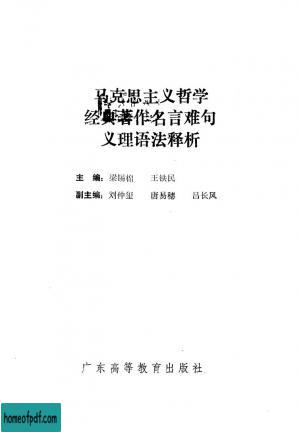 马克思主义哲学
经典著作名言难句
义理语法释析
主 编：梁锡棉 王铁民
副主编：刘仲玺 唐易穗 吕长风
广东高等教育出版社
homeofpdf.com
homeofpdf.com